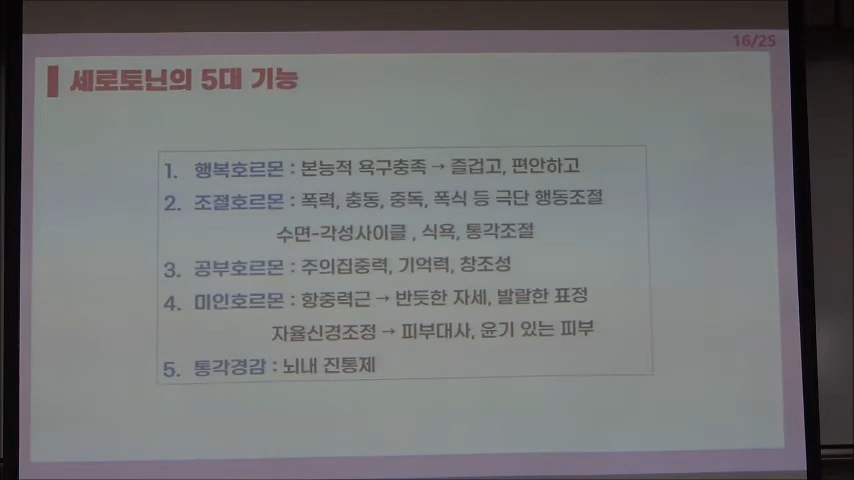 16/25
세로토닌의 5대 기능
1. 행복호르몬 : 본능적 욕구충족 → 즐겁고, 편안하고
2. 조절호르몬 : 폭력, 충동, 중독, 폭식 등 극단 행동조절
수면-각성사이클 , 식욕, 통각조절
3. 공부호르몬 : 주의집중력, 기억력, 창조성
4. 미인호르몬 : 항중력근 → 반듯한 자세, 발랄한 표정
자율신경조정 → 피부대사, 윤기 있는 피부
5. 통각경감 : 뇌내 진통제